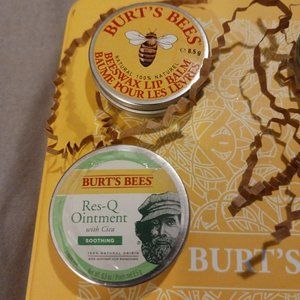 BURT'S BEES
NATURAL 100% NATUREL
e 8.5 g
BEESWAX LIP BALM
BAUME POUR LES LÈVRES
BURT'S BEES
Res-Q
Ointment
with Cica
SOOTHING
100% NATURAL ORIGIN
BURT'S